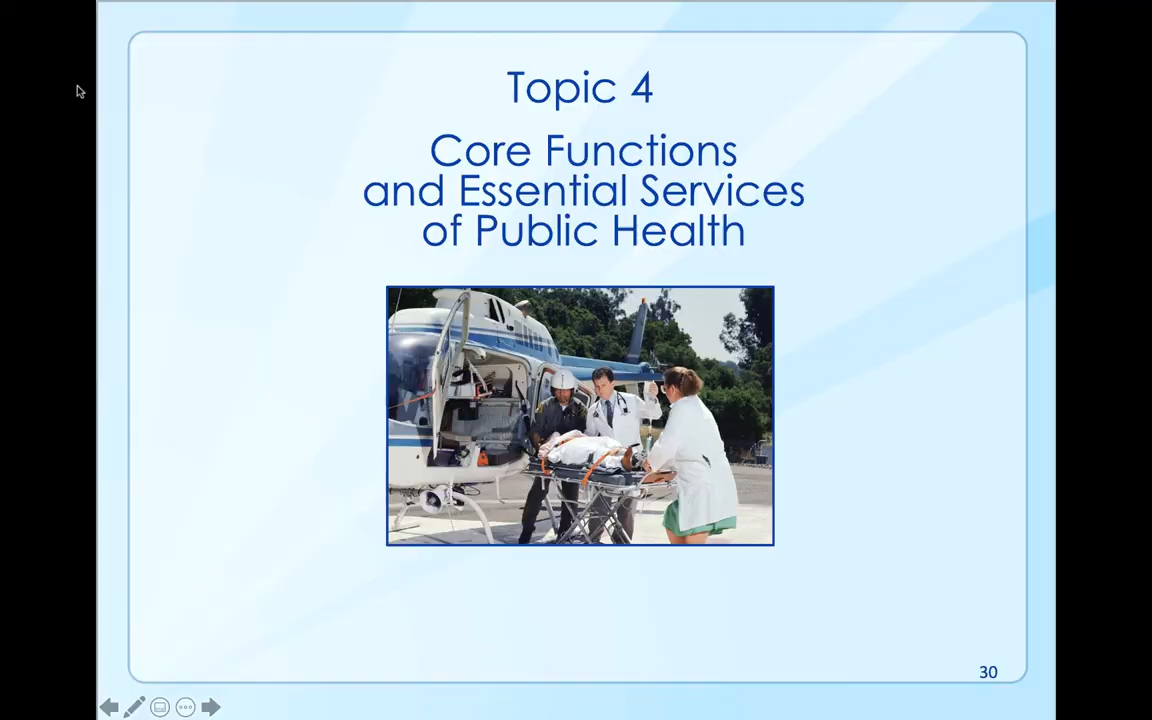 Topic 4
Core Functions
and Essential Services
of Public Health
30